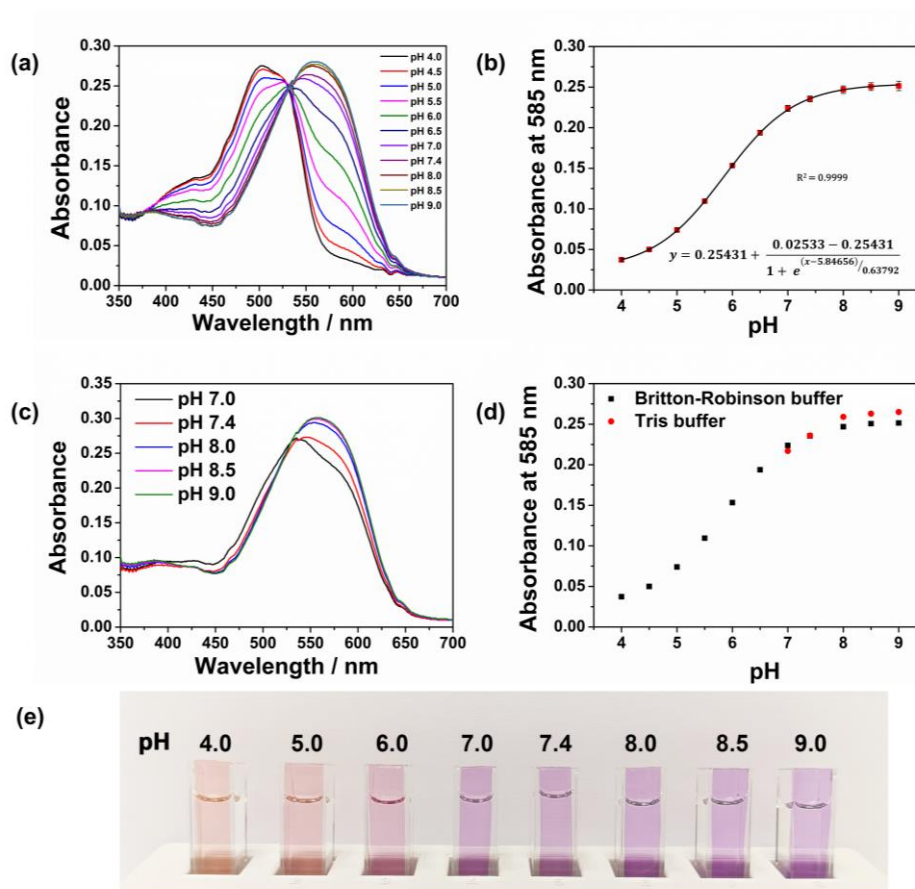 (a)
0.30
0.25
0.20
0.15
0.10
0.05
0.00
Absorbance
350 400 450 500 550 600 650 700
Wavelength / nm
pH 4.0
pH 4.5
pH 5.0
pH 5.5
pH 6.0
pH 6.5
pH 7.0
pH 7.4
pH 8.0
pH 8.5
pH 9.0
(b)
0.30
0.25
0.20
0.15
0.10
0.05
0.00
Absorbance at 585 nm
R² = 0.9999
y = 0.25431 + 0.02533 − 0.25431 / 1 + e^(x−5.84656)/0.63792
4 5 6 7 8 9
pH
(c)
0.35
0.30
0.25
0.20
0.15
0.10
0.05
0.00
Absorbance
pH 7.0
pH 7.4
pH 8.0
pH 8.5
pH 9.0
350 400 450 500 550 600 650 700
Wavelength / nm
(d)
0.30
0.25
0.20
0.15
0.10
0.05
0.00
Absorbance at 585 nm
Britton-Robinson buffer
Tris buffer
4 5 6 7 8 9
pH
(e)
pH 4.0 5.0 6.0 7.0 7.4 8.0 8.5 9.0